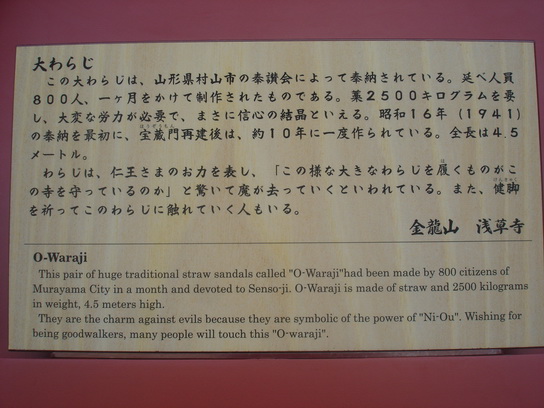 大わらじ
この大わらじは、山形県村山市の奉讃会によって奉納されている。延べ人員
800人、一ヶ月をかけて制作されたものである。藁2500キログラムを要
し、大変な労力が必要で、まさに信心の結晶といえる。昭和16年（1941）
の奉納を最初に、宝蔵門再建後は、約10年に一度作られている。全長は4.5
メートル。
わらじは、仁王さまのお力を表し、「この様な大きなわらじを履くものがこ
の寺を守っているのか」と驚いて魔が去っていくといわれている。また、健脚
を祈ってこのわらじに触れていく人もいる。
金龍山 浅草寺
O-Waraji
This pair of huge traditional straw sandals called "O-Waraji"had been made by 800 citizens of
Murayama City in a month and devoted to Senso-ji. O-Waraji is made of straw and 2500 kilograms
in weight, 4.5 meters high.
They are the charm against evils because they are symbolic of the power of "Ni-Ou". Wishing for
being goodwalkers, many people will touch this "O-waraji".